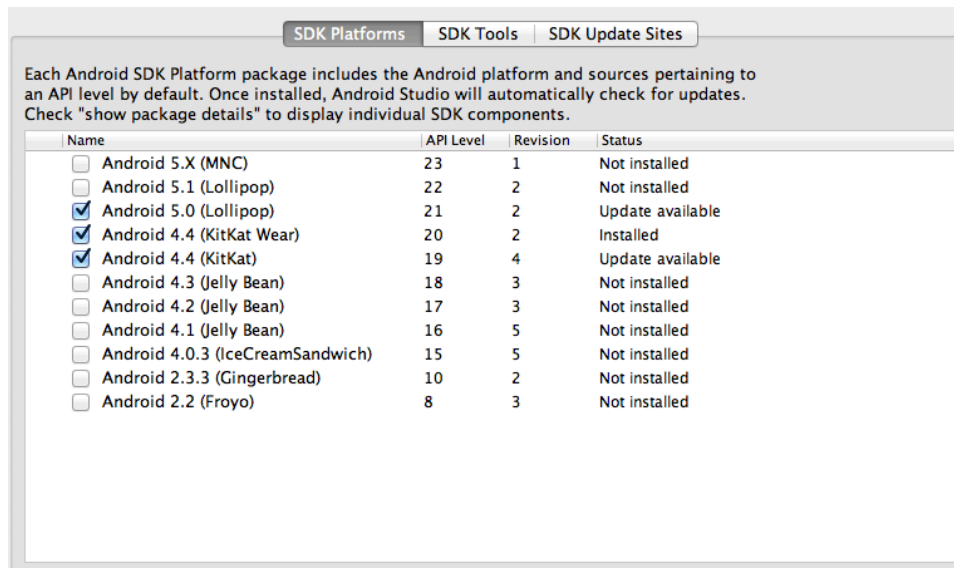 SDK Platforms SDK Tools SDK Update Sites
Each Android SDK Platform package includes the Android platform and sources pertaining to
an API level by default. Once installed, Android Studio will automatically check for updates.
Check "show package details" to display individual SDK components.
Name API Level Revision Status
Android 5.X (MNC) 23 1 Not installed
Android 5.1 (Lollipop) 22 2 Not installed
Android 5.0 (Lollipop) 21 2 Update available
Android 4.4 (KitKat Wear) 20 2 Installed
Android 4.4 (KitKat) 19 4 Update available
Android 4.3 (Jelly Bean) 18 3 Not installed
Android 4.2 (Jelly Bean) 17 3 Not installed
Android 4.1 (Jelly Bean) 16 5 Not installed
Android 4.0.3 (IceCreamSandwich) 15 5 Not installed
Android 2.3.3 (Gingerbread) 10 2 Not installed
Android 2.2 (Froyo) 8 3 Not installed